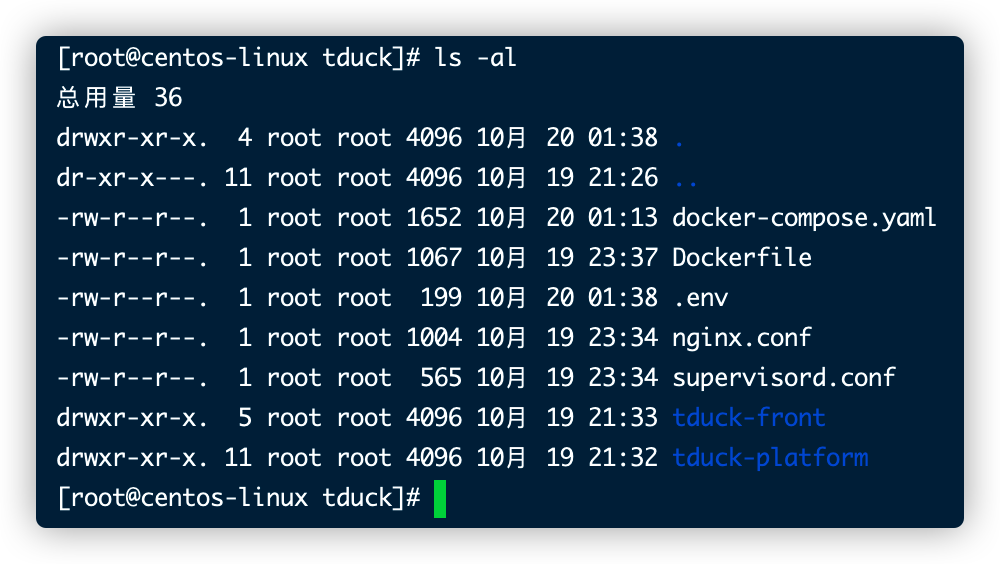 [root@centos-linux tduck]# ls -al
总用量 36
drwxr-xr-x.  4 root root 4096 10月 20 01:38 .
dr-xr-x---. 11 root root 4096 10月 19 21:26 ..
-rw-r--r--.  1 root root 1652 10月 20 01:13 docker-compose.yaml
-rw-r--r--.  1 root root 1067 10月 19 23:37 Dockerfile
-rw-r--r--.  1 root root  199 10月 20 01:38 .env
-rw-r--r--.  1 root root 1004 10月 19 23:34 nginx.conf
-rw-r--r--.  1 root root  565 10月 19 23:34 supervisord.conf
drwxr-xr-x.  5 root root 4096 10月 19 21:33 tduck-front
drwxr-xr-x. 11 root root 4096 10月 19 21:32 tduck-platform
[root@centos-linux tduck]#